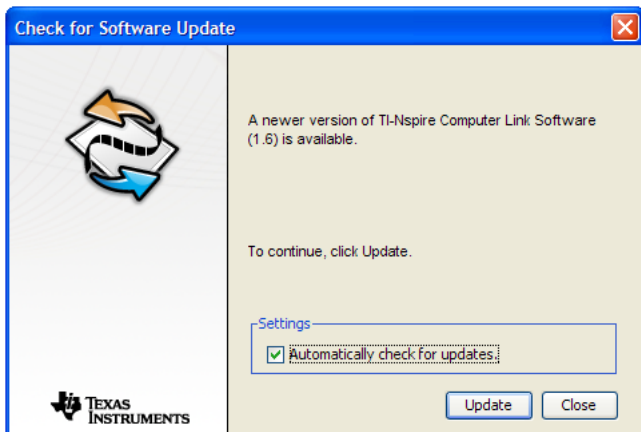 Check for Software Update
A newer version of TI-Nspire Computer Link Software
(1.6) is available.
To continue, click Update.
Settings
Automatically check for updates.
TEXAS
INSTRUMENTS
Update
Close